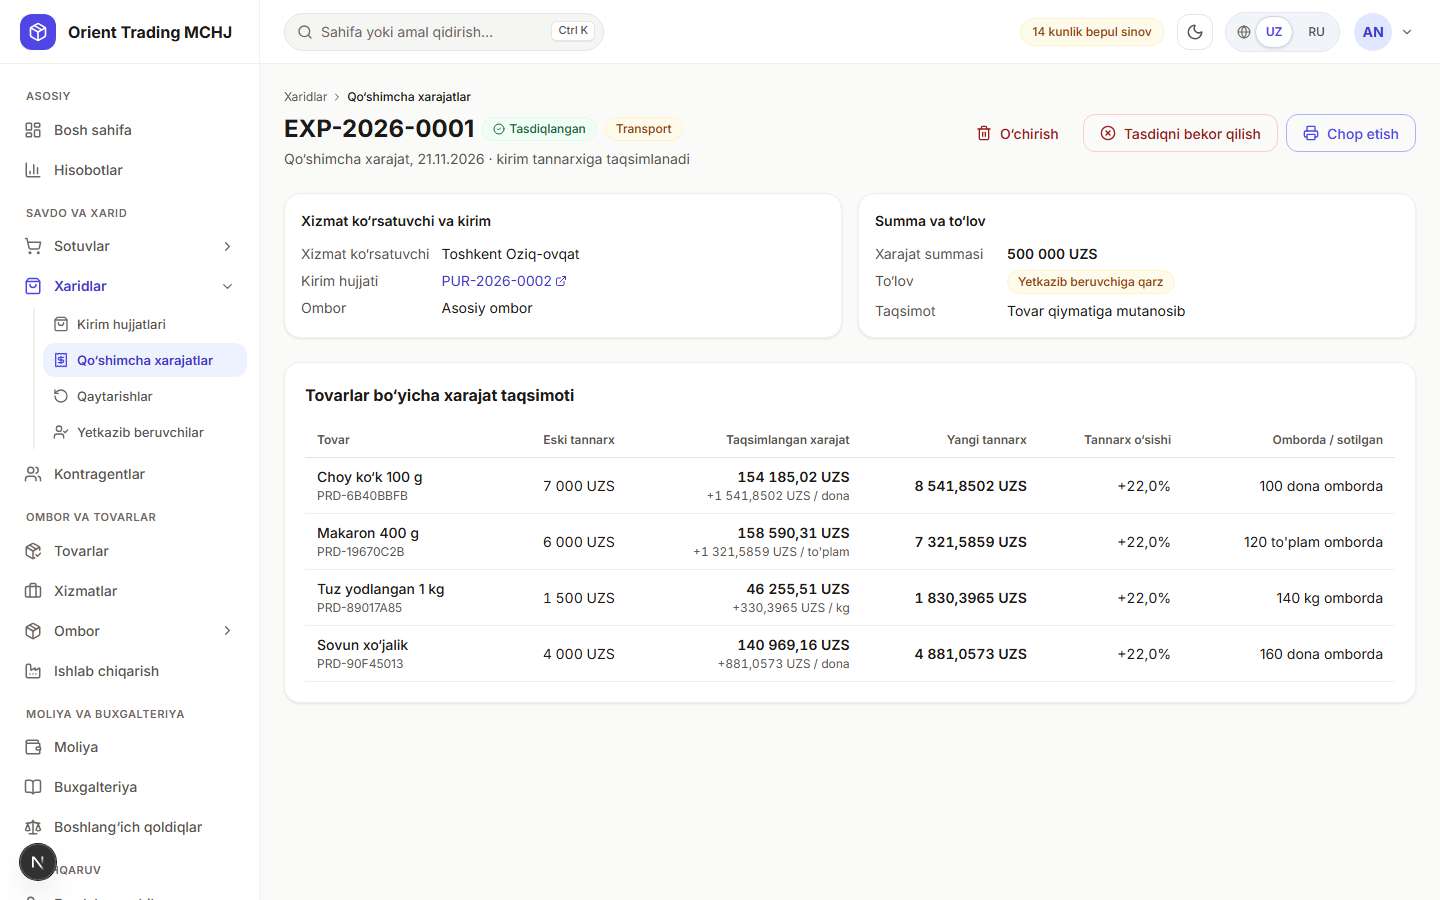 Orient Trading MCHJ
Sahifa yoki amal qidirish...
Ctrl K
14 kunlik bepul sinov
UZ
RU
AN
ASOSIY
Bosh sahifa
Hisobotlar
SAVDO VA XARID
Sotuvlar
Xaridlar
Kirim hujjatlari
Qo‘shimcha xarajatlar
Qaytarishlar
Yetkazib beruvchilar
Kontragentlar
OMBOR VA TOVARLAR
Tovarlar
Xizmatlar
Ombor
Ishlab chiqarish
MOLIYA VA BUXGALTERIYA
Moliya
Buxgalteriya
Boshlang‘ich qoldiqlar
N
Xaridlar > Qo‘shimcha xarajatlar
EXP-2026-0001 Tasdiqlangan Transport
Qo‘shimcha xarajat, 21.11.2026 · kirim tannarxiga taqsimlanadi
O‘chirish
Tasdiqni bekor qilish
Chop etish
Xizmat ko‘rsatuvchi va kirim
Xizmat ko‘rsatuvchi Toshkent Oziq-ovqat
Kirim hujjati PUR-2026-0002
Ombor Asosiy ombor
Summa va to‘lov
Xarajat summasi 500 000 UZS
To‘lov Yetkazib beruvchiga qarz
Taqsimot Tovar qiymatiga mutanosib
Tovarlar bo‘yicha xarajat taqsimoti
Tovar Eski tannarx Taqsimlangan xarajat Yangi tannarx Tannarx o‘sishi Omborda / sotilgan
Choy ko‘k 100 g
PRD-6B40BBFB
7 000 UZS
154 185,02 UZS
+1 541,8502 UZS / dona
8 541,8502 UZS
+22,0%
100 dona omborda
Makaron 400 g
PRD-19670C2B
6 000 UZS
158 590,31 UZS
+1 321,5859 UZS / to'plam
7 321,5859 UZS
+22,0%
120 to'plam omborda
Tuz yodlangan 1 kg
PRD-89017A85
1 500 UZS
46 255,51 UZS
+330,3965 UZS / kg
1 830,3965 UZS
+22,0%
140 kg omborda
Sovun xo‘jalik
PRD-90F45013
4 000 UZS
140 969,16 UZS
+881,0573 UZS / dona
4 881,0573 UZS
+22,0%
160 dona omborda